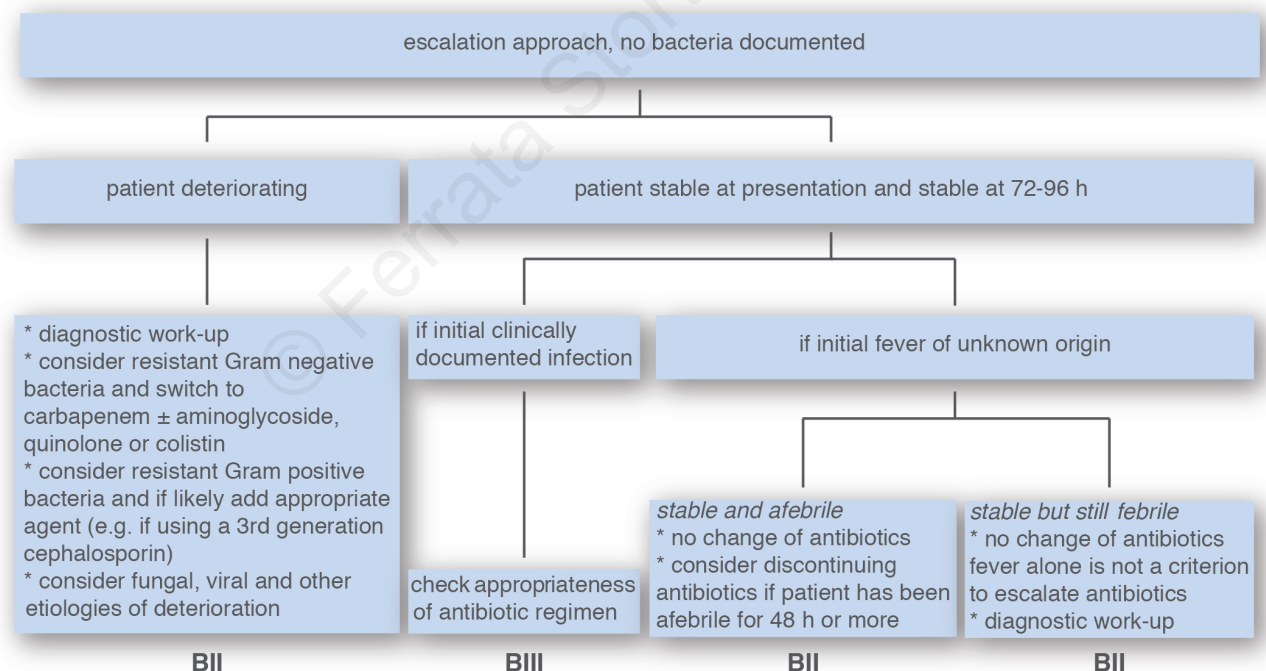 escalation approach, no bacteria documented
patient deteriorating
patient stable at presentation and stable at 72-96 h
* diagnostic work-up
* consider resistant Gram negative
bacteria and switch to
carbapenem ± aminoglycoside,
quinolone or colistin
* consider resistant Gram positive
bacteria and if likely add appropriate
agent (e.g. if using a 3rd generation
cephalosporin)
* consider fungal, viral and other
etiologies of deterioration
if initial clinically
documented infection
if initial fever of unknown origin
check appropriateness
of antibiotic regimen
stable and afebrile
* no change of antibiotics
* consider discontinuing
antibiotics if patient has been
afebrile for 48 h or more
stable but still febrile
* no change of antibiotics
fever alone is not a criterion
to escalate antibiotics
* diagnostic work-up
BII
BIII
BII
BII
© Ferrata